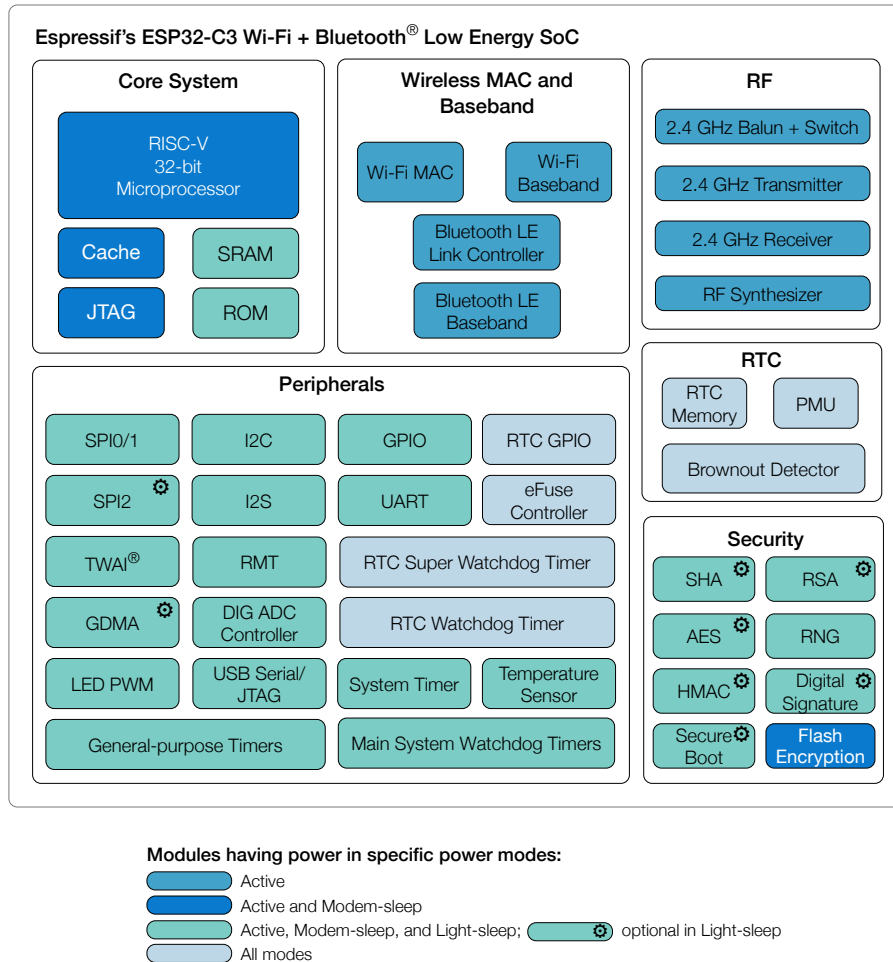 Espressif's ESP32-C3 Wi-Fi + Bluetooth® Low Energy SoC
Core System
RISC-V
32-bit
Microprocessor
Cache
SRAM
JTAG
ROM
Wireless MAC and
Baseband
Wi-Fi MAC
Wi-Fi
Baseband
Bluetooth LE
Link Controller
Bluetooth LE
Baseband
RF
2.4 GHz Balun + Switch
2.4 GHz Transmitter
2.4 GHz Receiver
RF Synthesizer
Peripherals
SPI0/1
I2C
GPIO
RTC GPIO
SPI2
I2S
UART
eFuse
Controller
TWAI®
RMT
RTC Super Watchdog Timer
GDMA
DIG ADC
Controller
RTC Watchdog Timer
LED PWM
USB Serial/
JTAG
System Timer
Temperature
Sensor
General-purpose Timers
Main System Watchdog Timers
RTC
RTC
Memory
PMU
Brownout Detector
Security
SHA
RSA
AES
RNG
HMAC
Digital
Signature
Secure
Boot
Flash
Encryption
Modules having power in specific power modes:
Active
Active and Modem-sleep
Active, Modem-sleep, and Light-sleep; optional in Light-sleep
All modes